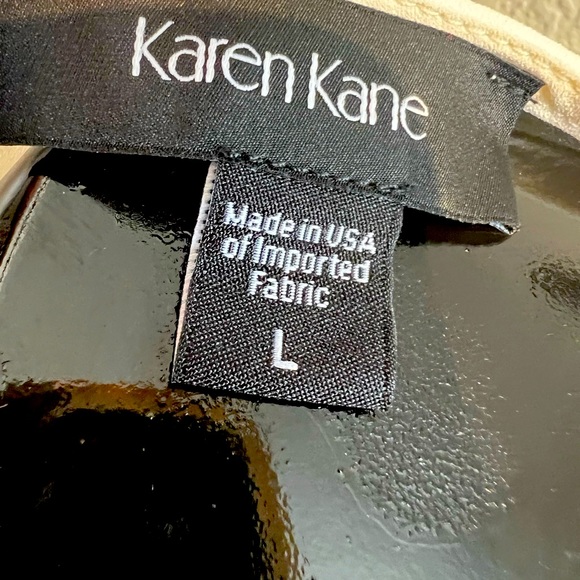 Karen Kane
Made in USA
of Imported
Fabric
L